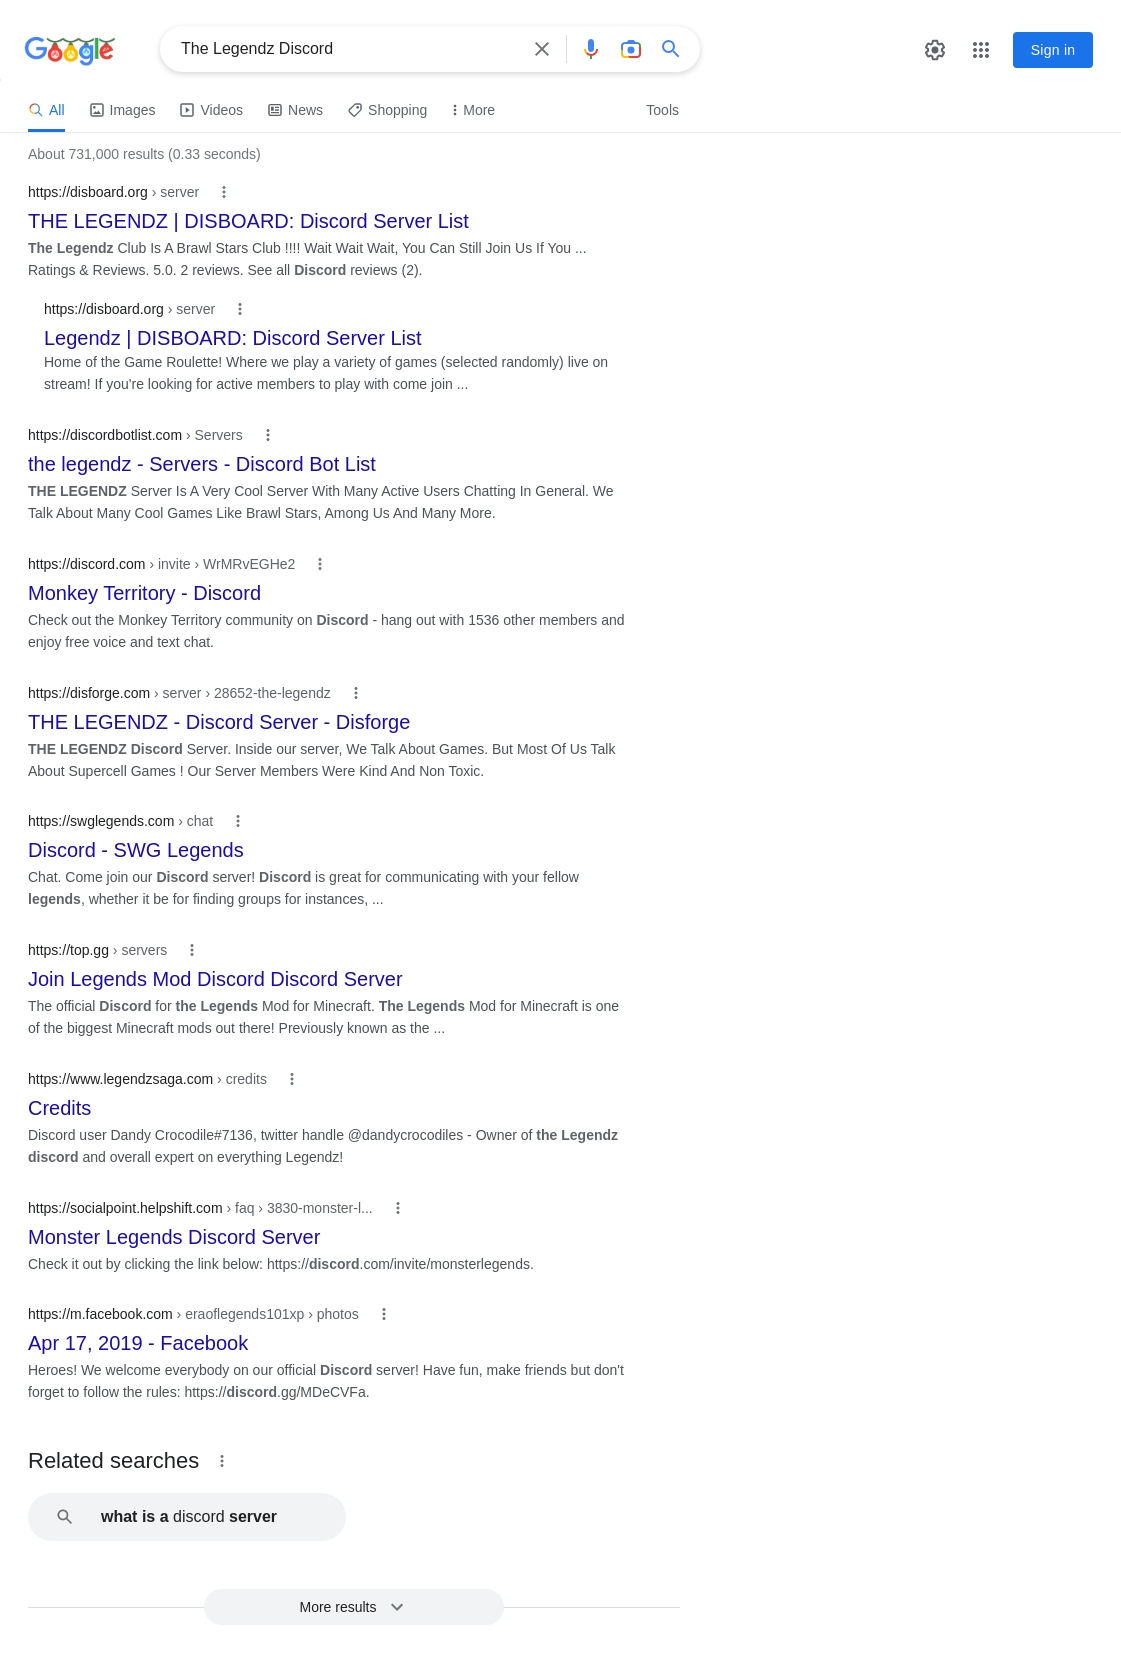 Google
The Legendz Discord
Sign in
All Images Videos News Shopping More Tools
About 731,000 results (0.33 seconds)
https://disboard.org › server
THE LEGENDZ | DISBOARD: Discord Server List
The Legendz Club Is A Brawl Stars Club !!!! Wait Wait Wait, You Can Still Join Us If You ...
Ratings & Reviews. 5.0. 2 reviews. See all Discord reviews (2).
https://disboard.org › server
Legendz | DISBOARD: Discord Server List
Home of the Game Roulette! Where we play a variety of games (selected randomly) live on
stream! If you're looking for active members to play with come join ...
https://discordbotlist.com › Servers
the legendz - Servers - Discord Bot List
THE LEGENDZ Server Is A Very Cool Server With Many Active Users Chatting In General. We
Talk About Many Cool Games Like Brawl Stars, Among Us And Many More.
https://discord.com › invite › WrMRvEGHe2
Monkey Territory - Discord
Check out the Monkey Territory community on Discord - hang out with 1536 other members and
enjoy free voice and text chat.
https://disforge.com › server › 28652-the-legendz
THE LEGENDZ - Discord Server - Disforge
THE LEGENDZ Discord Server. Inside our server, We Talk About Games. But Most Of Us Talk
About Supercell Games ! Our Server Members Were Kind And Non Toxic.
https://swglegends.com › chat
Discord - SWG Legends
Chat. Come join our Discord server! Discord is great for communicating with your fellow
legends, whether it be for finding groups for instances, ...
https://top.gg › servers
Join Legends Mod Discord Discord Server
The official Discord for the Legends Mod for Minecraft. The Legends Mod for Minecraft is one
of the biggest Minecraft mods out there! Previously known as the ...
https://www.legendzsaga.com › credits
Credits
Discord user Dandy Crocodile#7136, twitter handle @dandycrocodiles - Owner of the Legendz
discord and overall expert on everything Legendz!
https://socialpoint.helpshift.com › faq › 3830-monster-l...
Monster Legends Discord Server
Check it out by clicking the link below: https://discord.com/invite/monsterlegends.
https://m.facebook.com › eraoflegends101xp › photos
Apr 17, 2019 - Facebook
Heroes! We welcome everybody on our official Discord server! Have fun, make friends but don't
forget to follow the rules: https://discord.gg/MDeCVFa.
Related searches
what is a discord server
More results